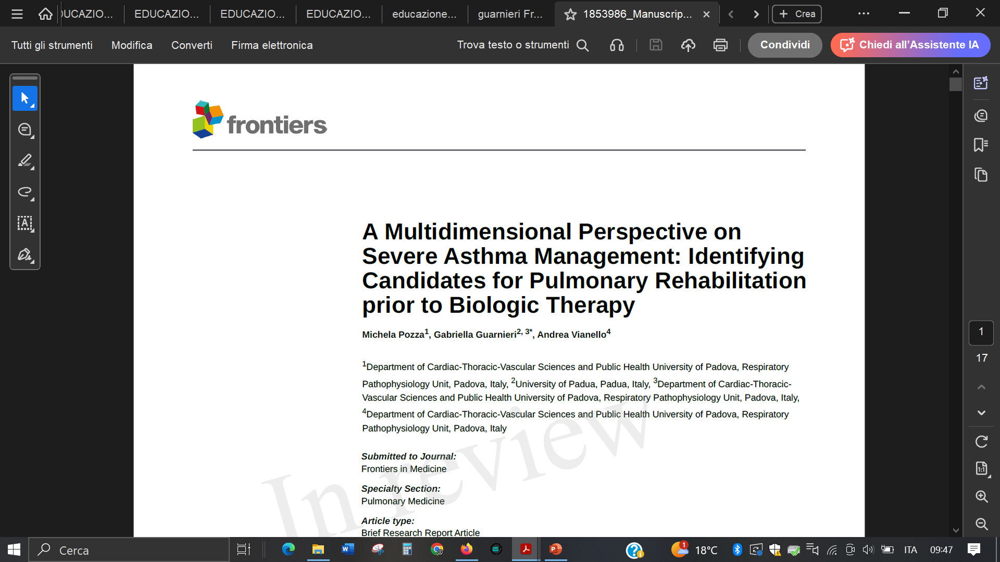 DUCAZIO... EDUCAZIO... EDUCAZIO... EDUCAZIO... educazione... guarnieri Fr... 1853986_Manuscrip... Crea
Tutti gli strumenti Modifica Converti Firma elettronica Trova testo o strumenti Condividi Chiedi all'Assistente IA
frontiers
A Multidimensional Perspective on
Severe Asthma Management: Identifying
Candidates for Pulmonary Rehabilitation
prior to Biologic Therapy
Michela Pozza1, Gabriella Guarnieri2, 3*, Andrea Vianello4
1Department of Cardiac-Thoracic-Vascular Sciences and Public Health University of Padova, Respiratory
Pathophysiology Unit, Padova, Italy, 2University of Padua, Padua, Italy, 3Department of Cardiac-Thoracic-
Vascular Sciences and Public Health University of Padova, Respiratory Pathophysiology Unit, Padova, Italy,
4Department of Cardiac-Thoracic-Vascular Sciences and Public Health University of Padova, Respiratory
Pathophysiology Unit, Padova, Italy
Submitted to Journal:
Frontiers in Medicine
Specialty Section:
Pulmonary Medicine
Article type:
Brief Research Report Article
In review
1
17
1:1
Cerca 1 18°C ITA 09:47